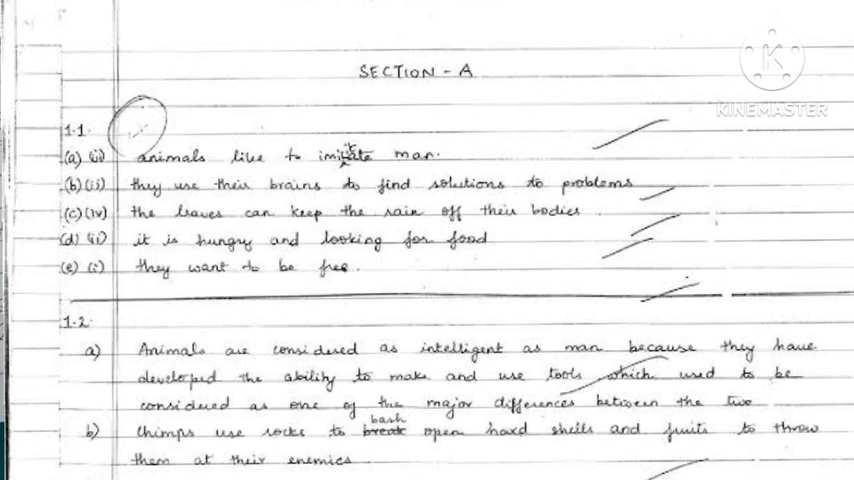 SECTION - A
K
KINEMASTER
1.1
(a) (ii) animals like to imitate man.
(b) (iii) they use their brains to find solutions to problems
(c) (iv) the leaves can keep the rain off their bodies.
(d) (ii) it is hungry and looking for food
(e) (i) they want to be free.
1.2
a) Animals are considered as intelligent as man because they have
developed the ability to make and use tools which used to be
considered as one of the major differences between the two
bash
b) Chimps use rocks to break open hard shells and fruits to throw
them at their enemies.